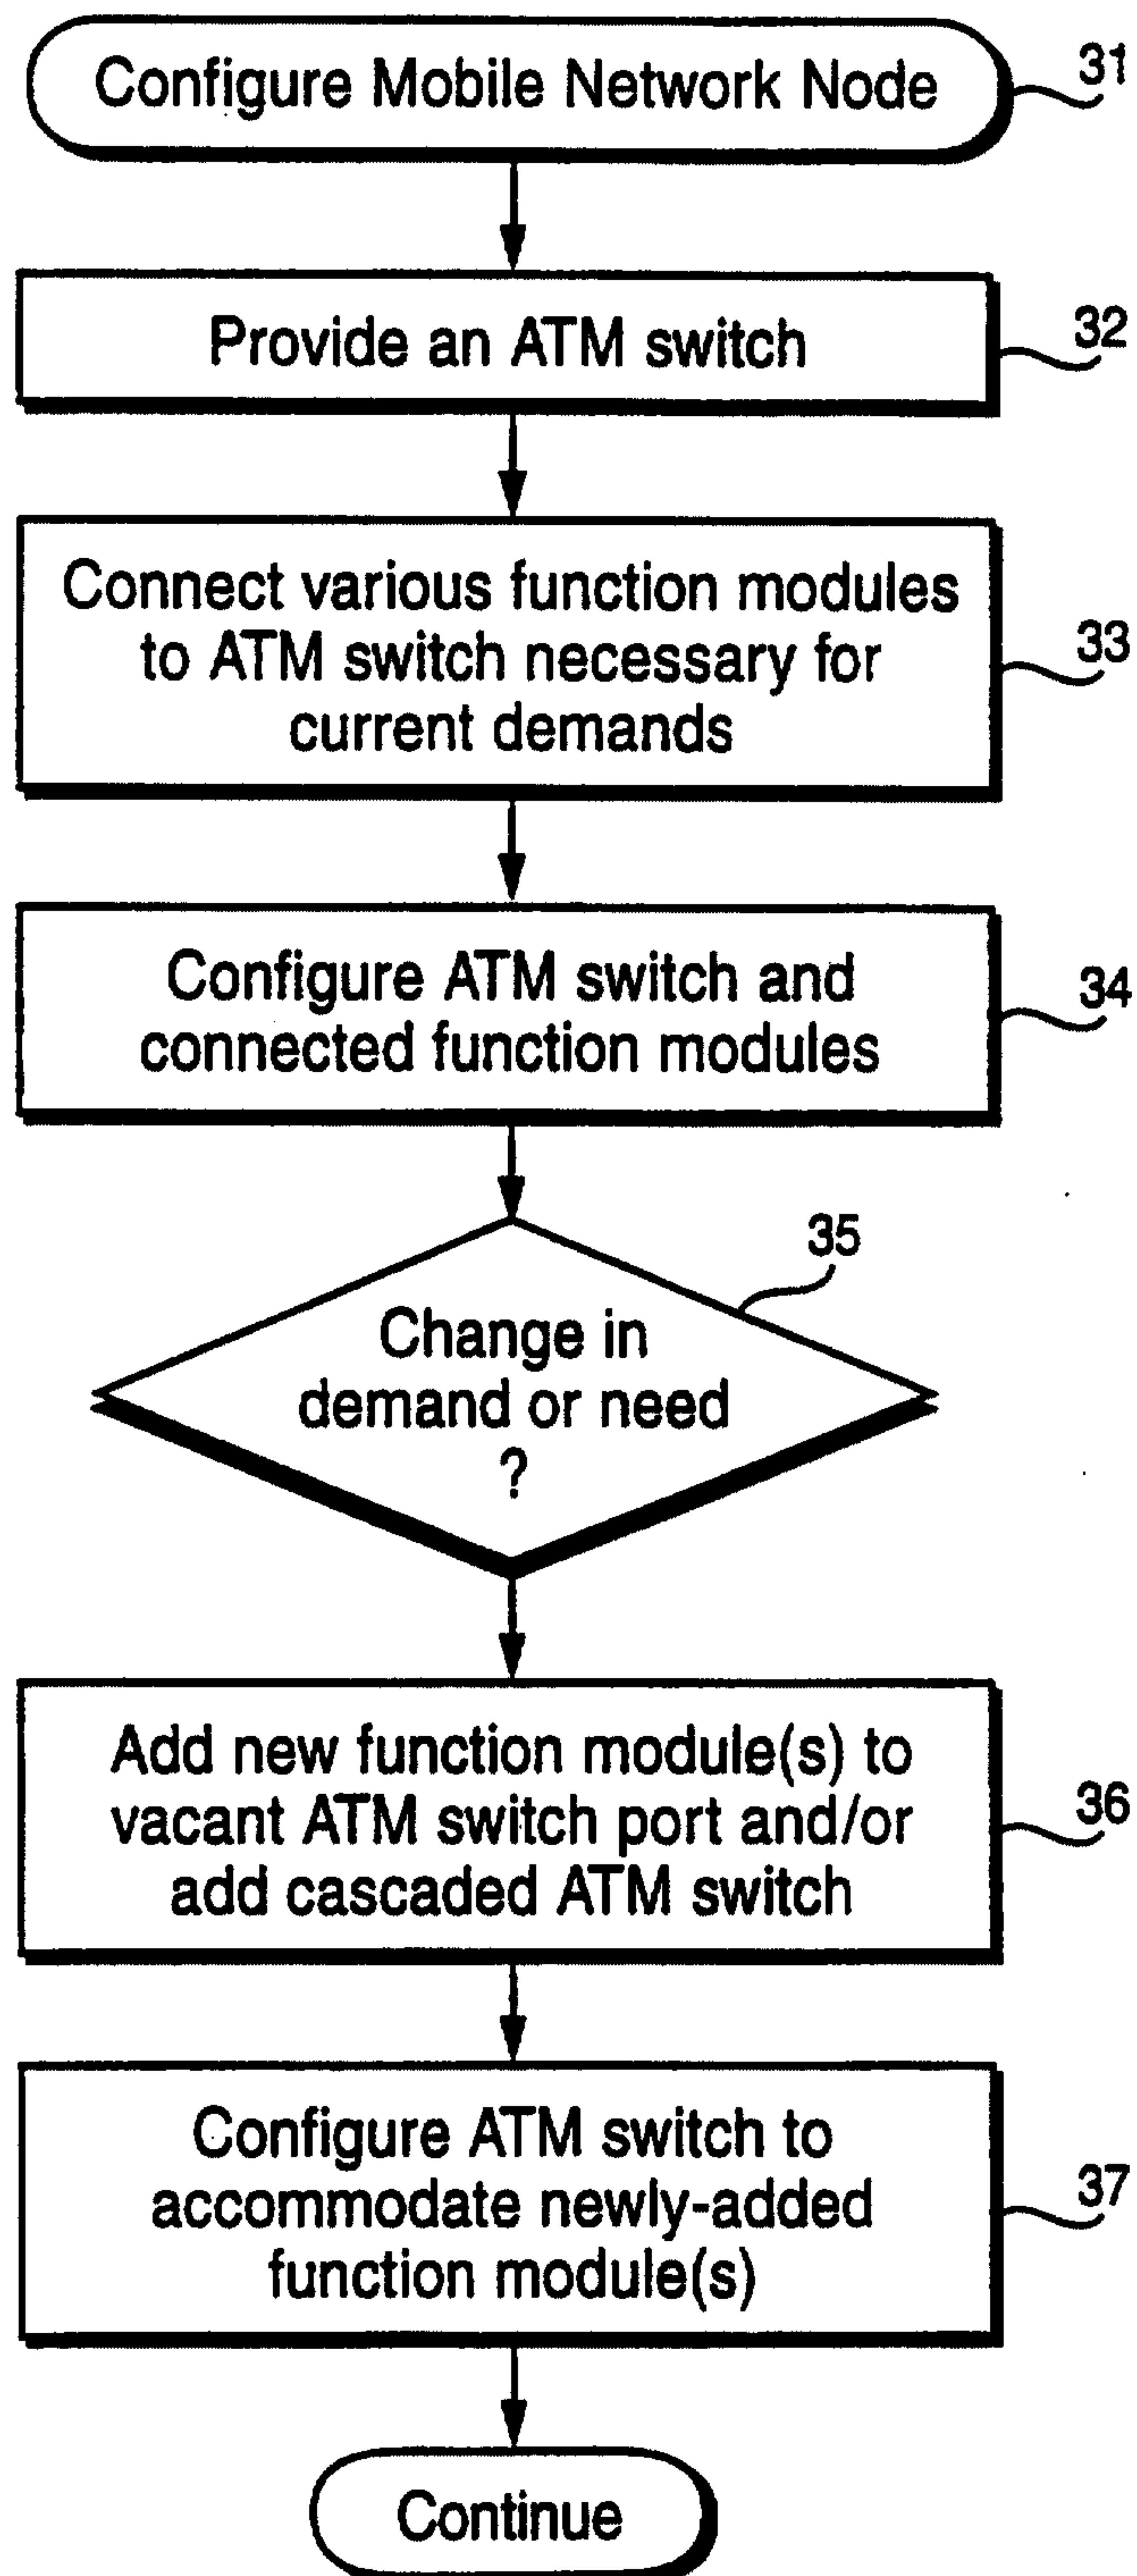 Configure Mobile Network Node
31
Provide an ATM switch
32
Connect various function modules
to ATM switch necessary for
current demands
33
Configure ATM switch and
connected function modules
34
35
Change in
demand or need
?
Add new function module(s) to
vacant ATM switch port and/or
add cascaded ATM switch
36
Configure ATM switch to
accommodate newly-added
function module(s)
37
Continue